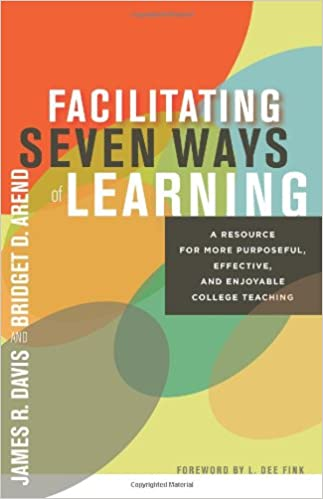 FACILITATING
SEVEN WAYS
of LEARNING
A RESOURCE
FOR MORE PURPOSEFUL,
EFFECTIVE,
AND ENJOYABLE
COLLEGE TEACHING
JAMES R. DAVIS AND BRIDGET D. AREND
FOREWORD BY L. DEE FINK